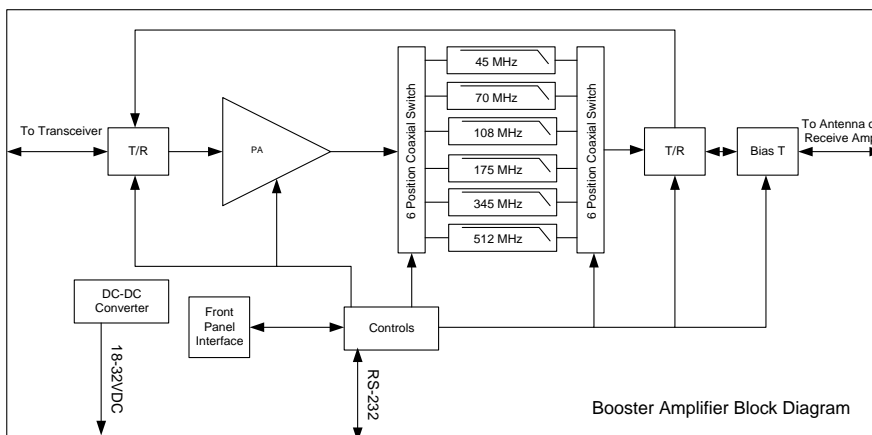 To Transceiver
T/R
PA
6 Position Coaxial Switch
45 MHz
70 MHz
108 MHz
175 MHz
345 MHz
512 MHz
6 Position Coaxial Switch
T/R
Bias T
To Antenna o
Receive Amp
DC-DC
Converter
18-32VDC
Front
Panel
Interface
Controls
RS-232
Booster Amplifier Block Diagram